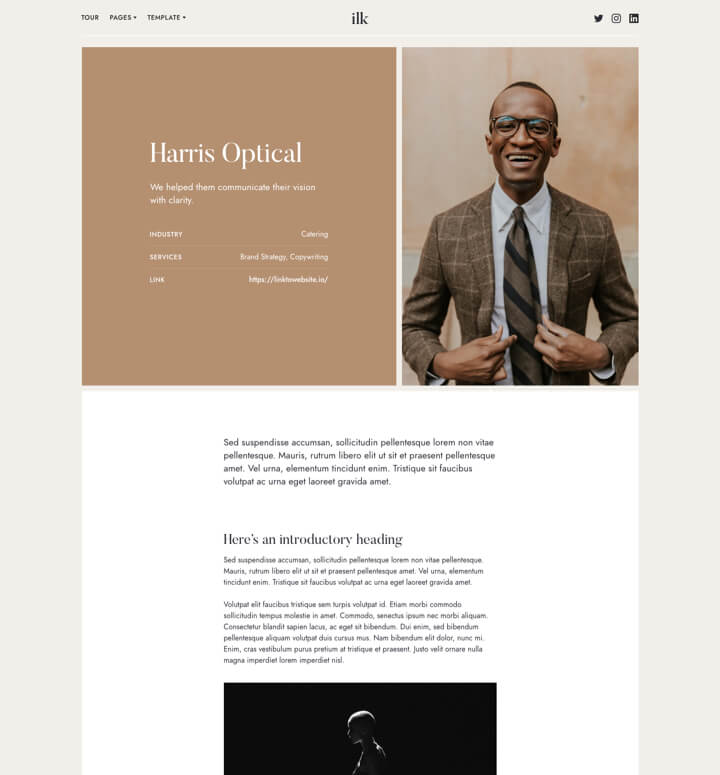 TOUR PAGES TEMPLATE
ilk
Harris Optical
We helped them communicate their vision
with clarity.
INDUSTRY Catering
SERVICES Brand Strategy, Copywriting
LINK https://linktowebsite.io/
Sed suspendisse accumsan, sollicitudin pellentesque lorem non vitae
pellentesque. Mauris, rutrum libero elit ut sit et praesent pellentesque
amet. Vel urna, elementum tincidunt enim. Tristique sit faucibus
volutpat ac urna eget laoreet gravida amet.
Here's an introductory heading
Sed suspendisse accumsan, sollicitudin pellentesque lorem non vitae pellentesque.
Mauris, rutrum libero elit ut sit et praesent pellentesque amet. Vel urna, elementum
tincidunt enim. Tristique sit faucibus volutpat ac urna eget laoreet gravida amet.
Volutpat elit faucibus tristique sem turpis volutpat id. Etiam morbi commodo
sollicitudin tempus molestie in amet. Commodo, senectus ipsum nec morbi aliquam.
Consectetur blandit sapien lacus, ac eget sit bibendum. Dui enim, sed bibendum
pellentesque aliquam volutpat duis cursus mus. Nam bibendum elit dolor, nunc mi.
Enim, cras vestibulum purus pretium at tristique et praesent. Justo velit ornare nulla
magna imperdiet lorem imperdiet nisl.